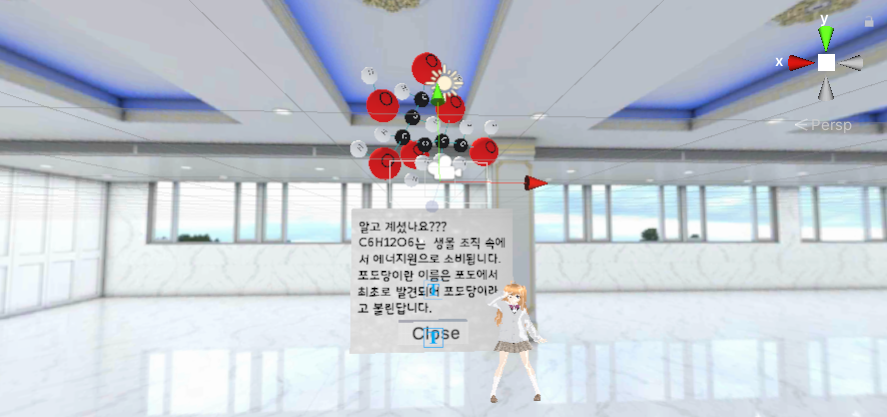 y
x
Persp
알고 계셨나요???
C6H12O6는 생물 조직 속에
서 에너지원으로 소비됩니다.
포도당이란 이름은 포도에서
최초로 발견되어 포도당이라
고 불린답니다.
Close